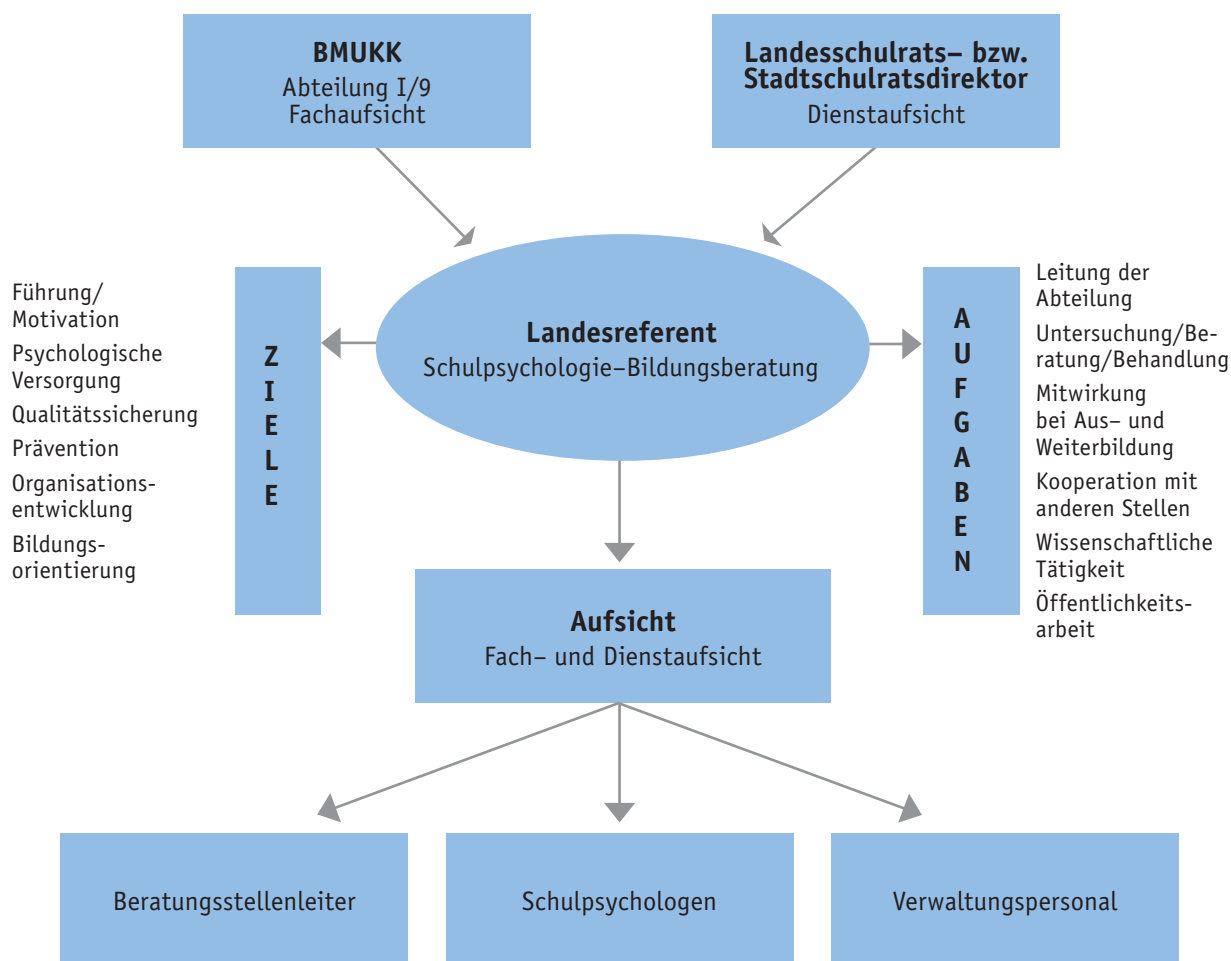 BMUKK
Abteilung I/9
Fachaufsicht
Landesschulrats– bzw.
Stadtschulratsdirektor
Dienstaufsicht
Führung/
Motivation
Psychologische
Versorgung
Qualitätssicherung
Prävention
Organisations-
entwicklung
Bildungs-
orientierung
Z
I
E
L
E
Landesreferent
Schulpsychologie–Bildungsberatung
A
U
F
G
A
B
E
N
Leitung der
Abteilung
Untersuchung/Be-
ratung/Behandlung
Mitwirkung
bei Aus– und
Weiterbildung
Kooperation mit
anderen Stellen
Wissenschaftliche
Tätigkeit
Öffentlichkeits-
arbeit
Aufsicht
Fach– und Dienstaufsicht
Beratungsstellenleiter
Schulpsychologen
Verwaltungspersonal